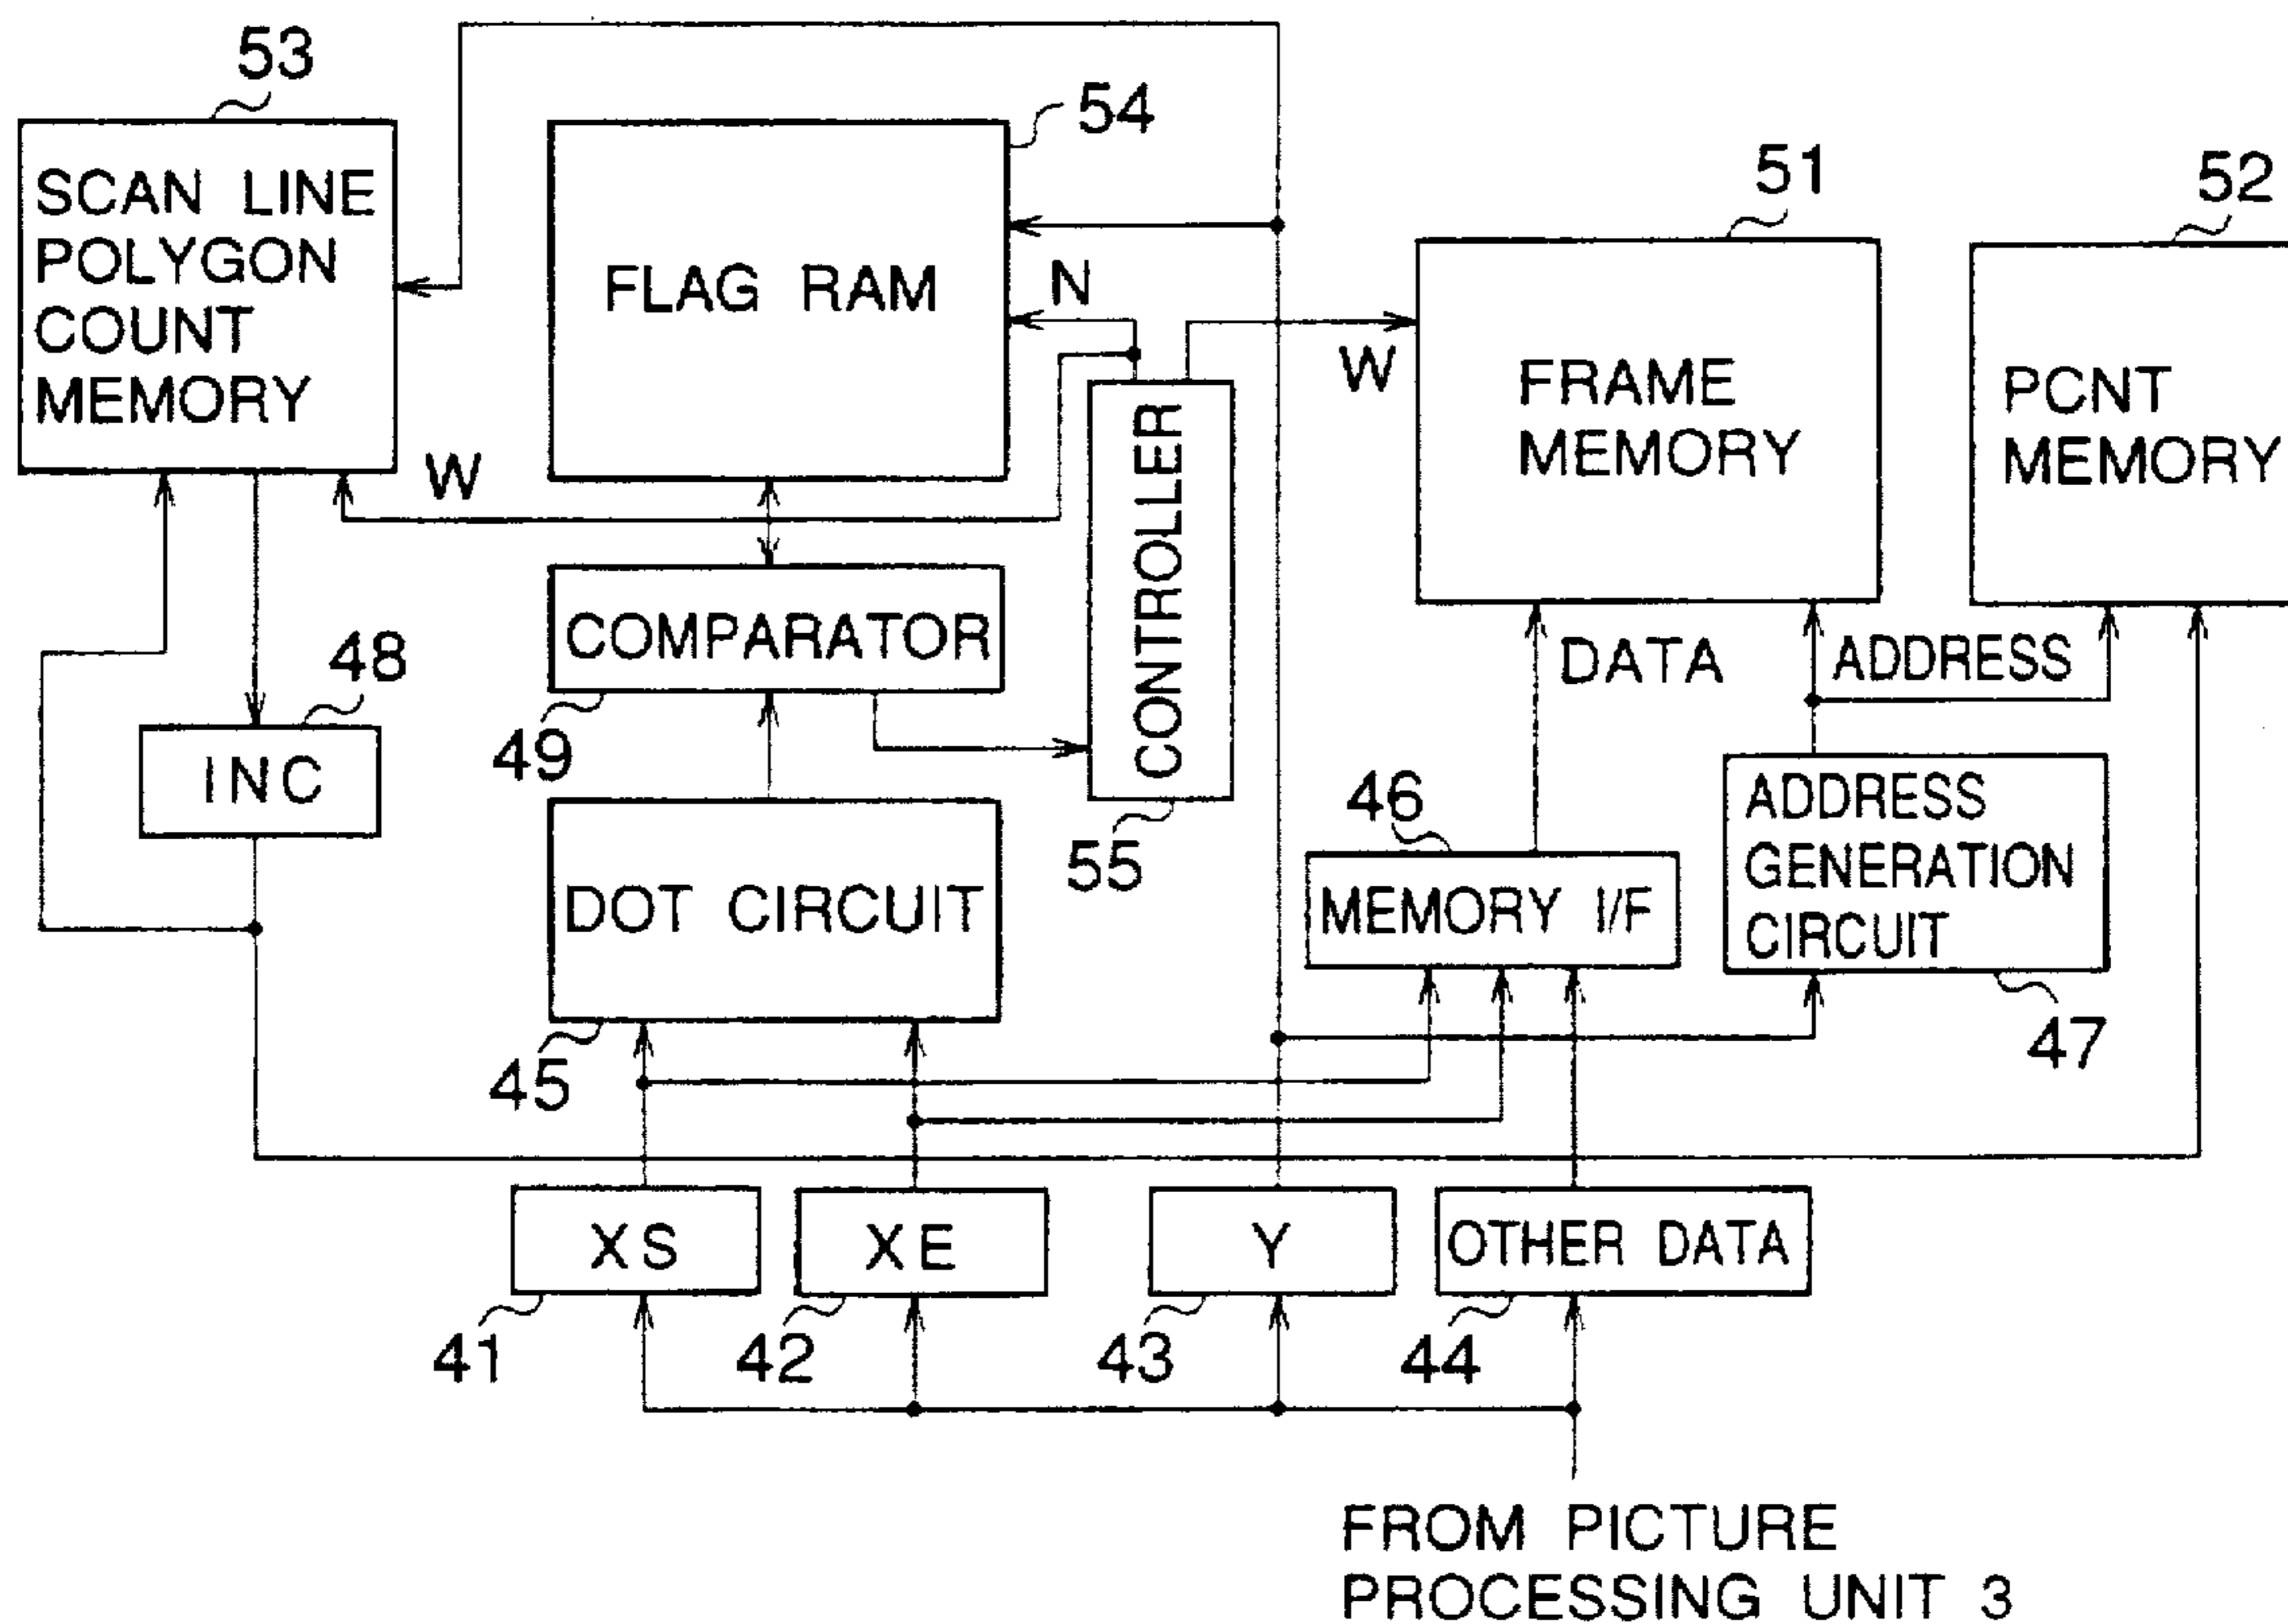 53
SCAN LINE
POLYGON
COUNT
MEMORY
54
FLAG RAM
N
W
51
FRAME
MEMORY
52
PCNT
MEMORY
W
CONTROLLER
55
48
INC
COMPARATOR
49
DATA
ADDRESS
DOT CIRCUIT
45
46
MEMORY I/F
ADDRESS
GENERATION
CIRCUIT
47
XS
41
XE
42
Y
43
OTHER DATA
44
FROM PICTURE
PROCESSING UNIT 3